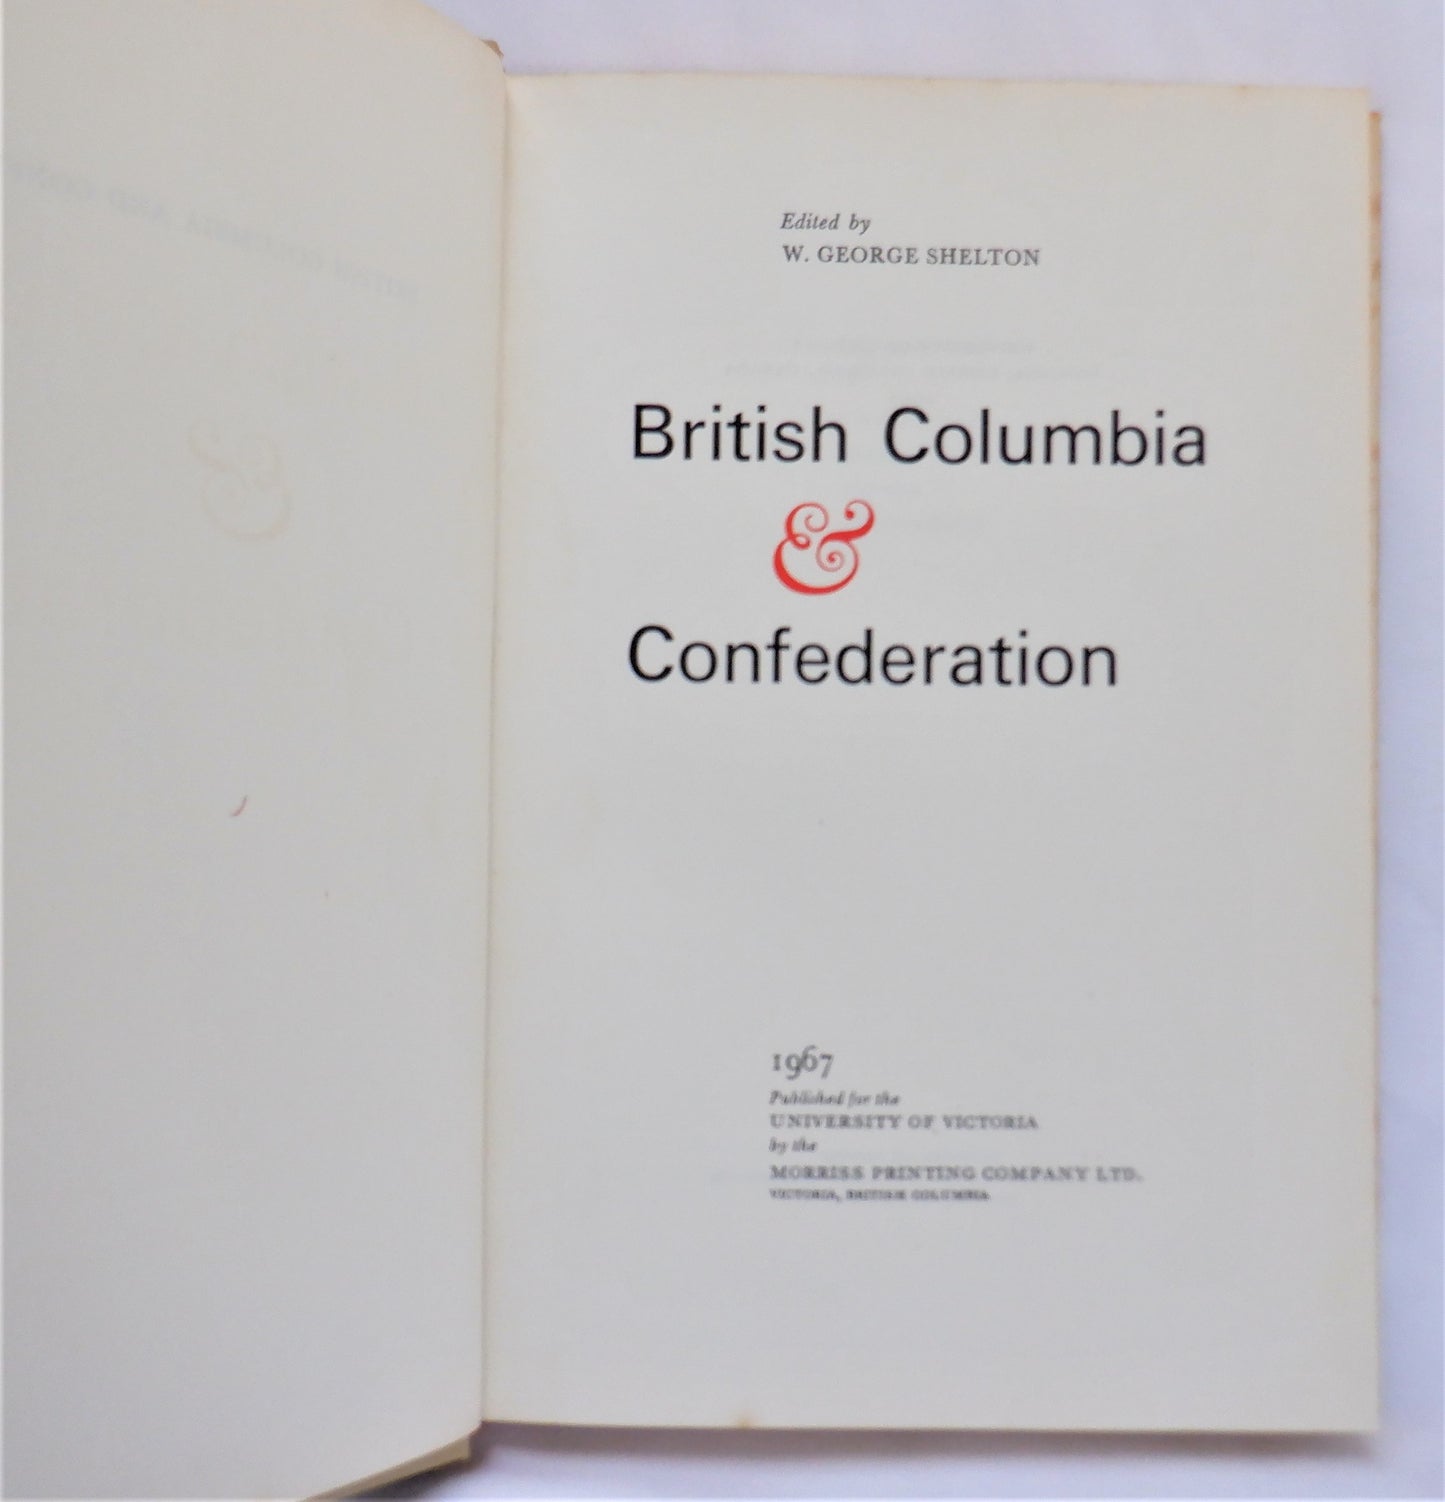 Edited by
W. GEORGE SHELTON
British Columbia
&
Confederation
1967
Published for the
UNIVERSITY OF VICTORIA
by the
MORRISS PRINTING COMPANY LTD.
VICTORIA, BRITISH COLUMBIA